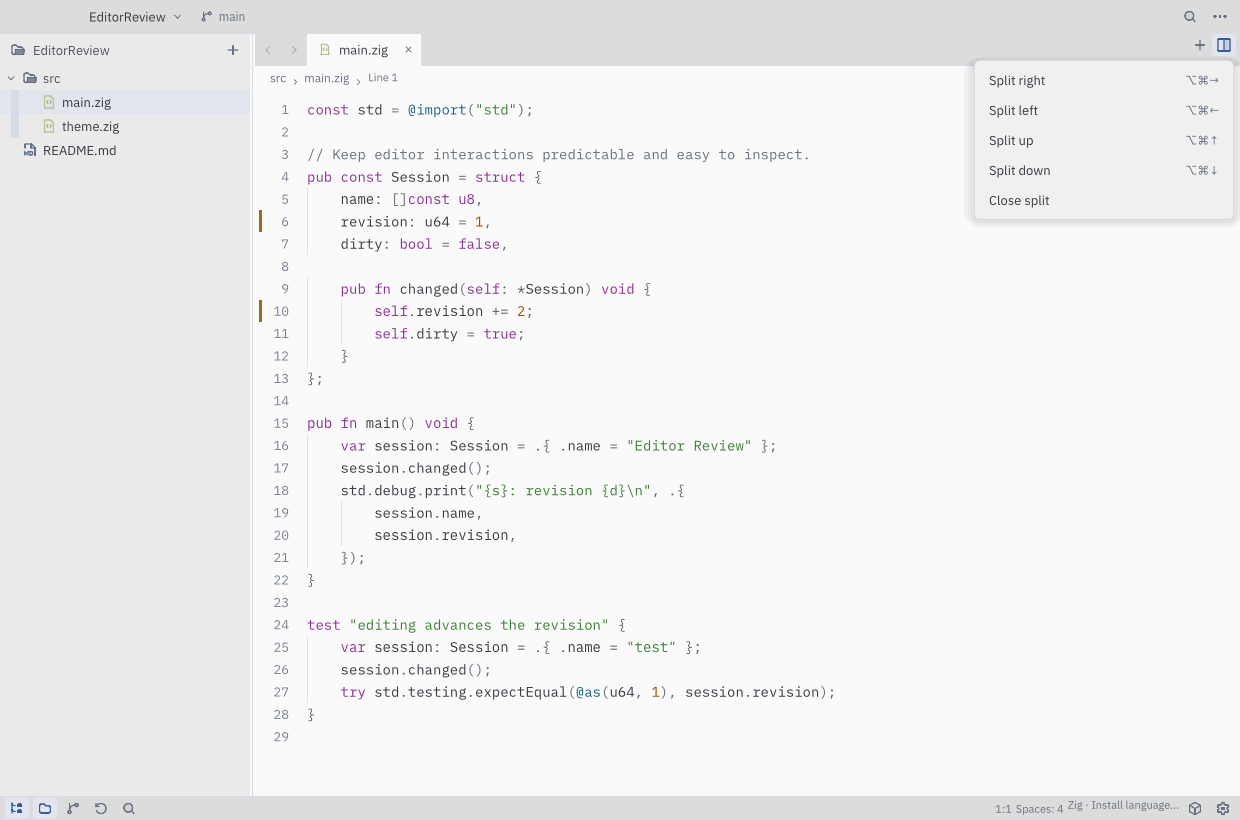 EditorReview main
EditorReview
src
main.zig
theme.zig
README.md
main.zig
src main.zig Line 1
1 const std = @import("std");
2
3 // Keep editor interactions predictable and easy to inspect.
4 pub const Session = struct {
5     name: []const u8,
6     revision: u64 = 1,
7     dirty: bool = false,
8
9     pub fn changed(self: *Session) void {
10         self.revision += 2;
11         self.dirty = true;
12     }
13 };
14
15 pub fn main() void {
16     var session: Session = .{ .name = "Editor Review" };
17     session.changed();
18     std.debug.print("{s}: revision {d}\n", .{
19         session.name,
20         session.revision,
21     });
22 }
23
24 test "editing advances the revision" {
25     var session: Session = .{ .name = "test" };
26     session.changed();
27     try std.testing.expectEqual(@as(u64, 1), session.revision);
28 }
29
Split right ⌥⌘→
Split left ⌥⌘←
Split up ⌥⌘↑
Split down ⌥⌘↓
Close split
1:1 Spaces: 4 Zig · Install language...